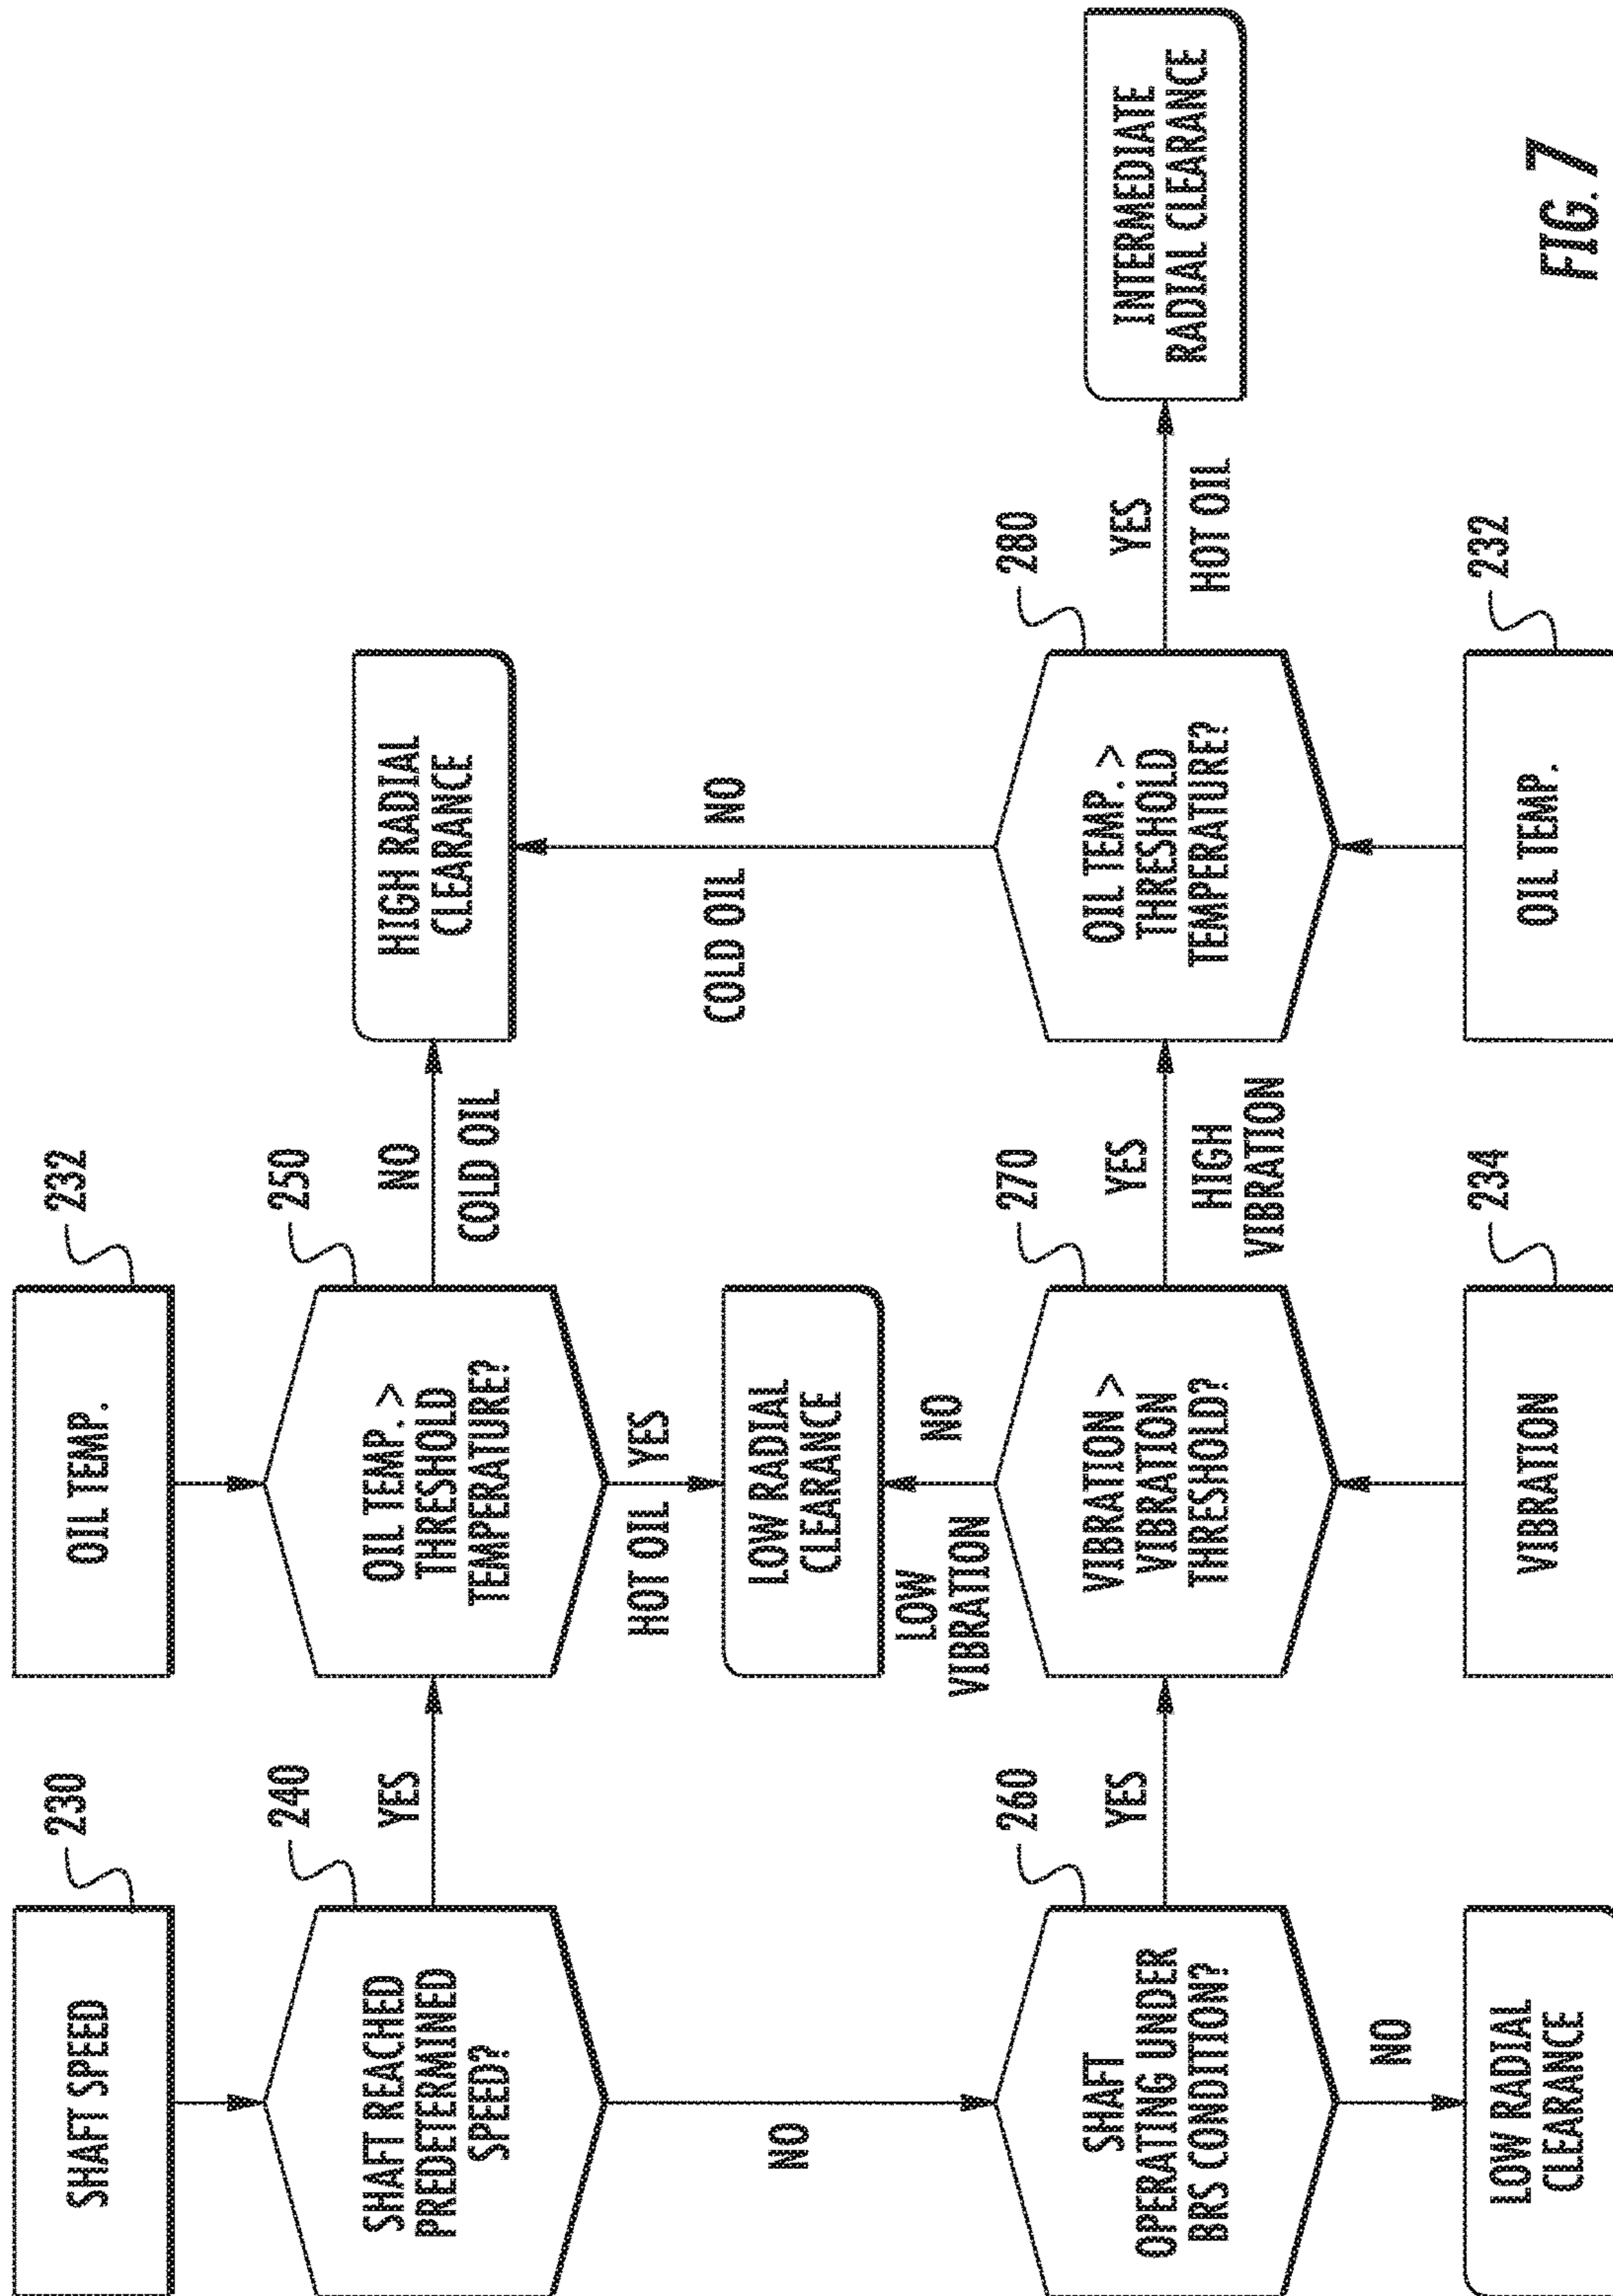 SHAFT SPEED
230
OIL TEMP.
232
SHAFT REACHED
PREDETERMINED
SPEED?
240
YES
OIL TEMP. >
THRESHOLD
TEMPERATURE?
250
NO
COLD OIL
HIGH RADIAL
CLEARANCE
HOT OIL
YES
NO
LOW RADIAL
CLEARANCE
COLD OIL
NO
LOW
VIBRATION
NO
SHAFT
OPERATING UNDER
BRS CONDITION?
260
YES
VIBRATION >
VIBRATION
THRESHOLD?
270
YES
HIGH
VIBRATION
OIL TEMP. >
THRESHOLD
TEMPERATURE?
280
YES
HOT OIL
INTERMEDIATE
RADIAL CLEARANCE
NO
LOW RADIAL
CLEARANCE
VIBRATION
234
OIL TEMP.
232
FIG. 7